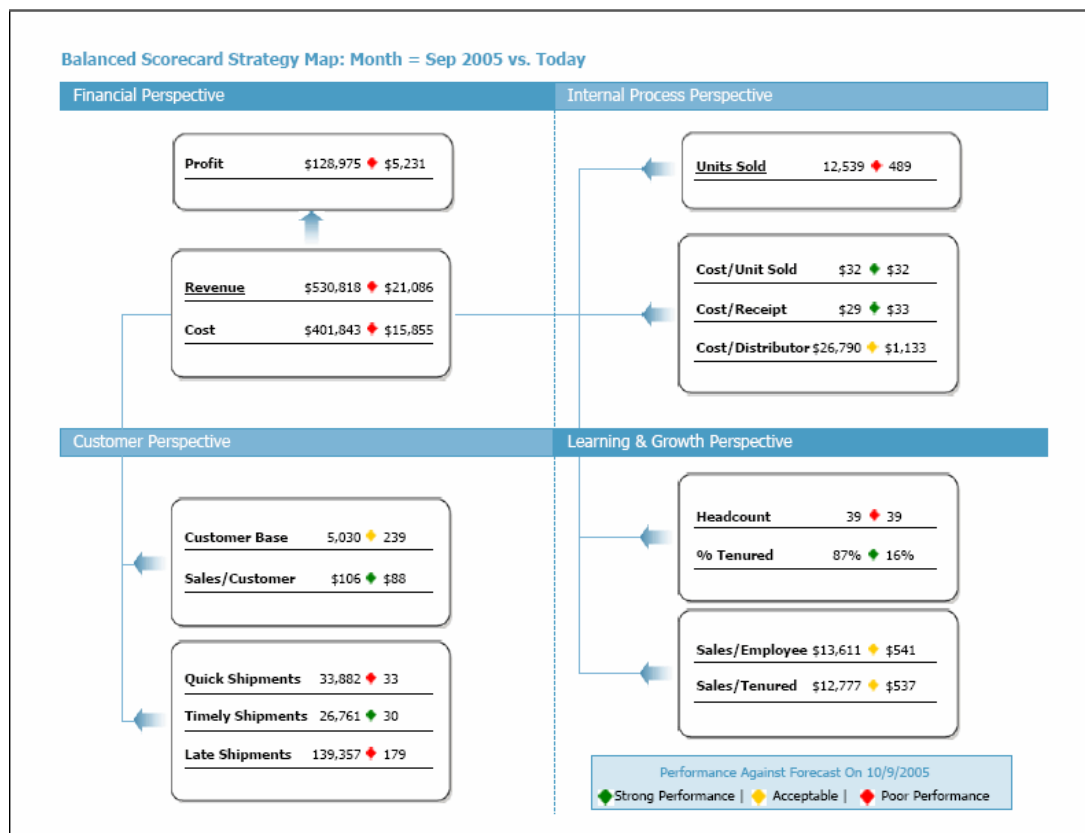 Balanced Scorecard Strategy Map: Month = Sep 2005 vs. Today
Financial Perspective
Profit $128,975 $5,231
Revenue $530,818 $21,086
Cost $401,843 $15,855
Internal Process Perspective
Units Sold 12,539 489
Cost/Unit Sold $32 $32
Cost/Receipt $29 $33
Cost/Distributor $26,790 $1,133
Customer Perspective
Customer Base 5,030 239
Sales/Customer $106 $88
Quick Shipments 33,882 33
Timely Shipments 26,761 30
Late Shipments 139,357 179
Learning & Growth Perspective
Headcount 39 39
% Tenured 87% 16%
Sales/Employee $13,611 $541
Sales/Tenured $12,777 $537
Performance Against Forecast On 10/9/2005
Strong Performance | Acceptable | Poor Performance